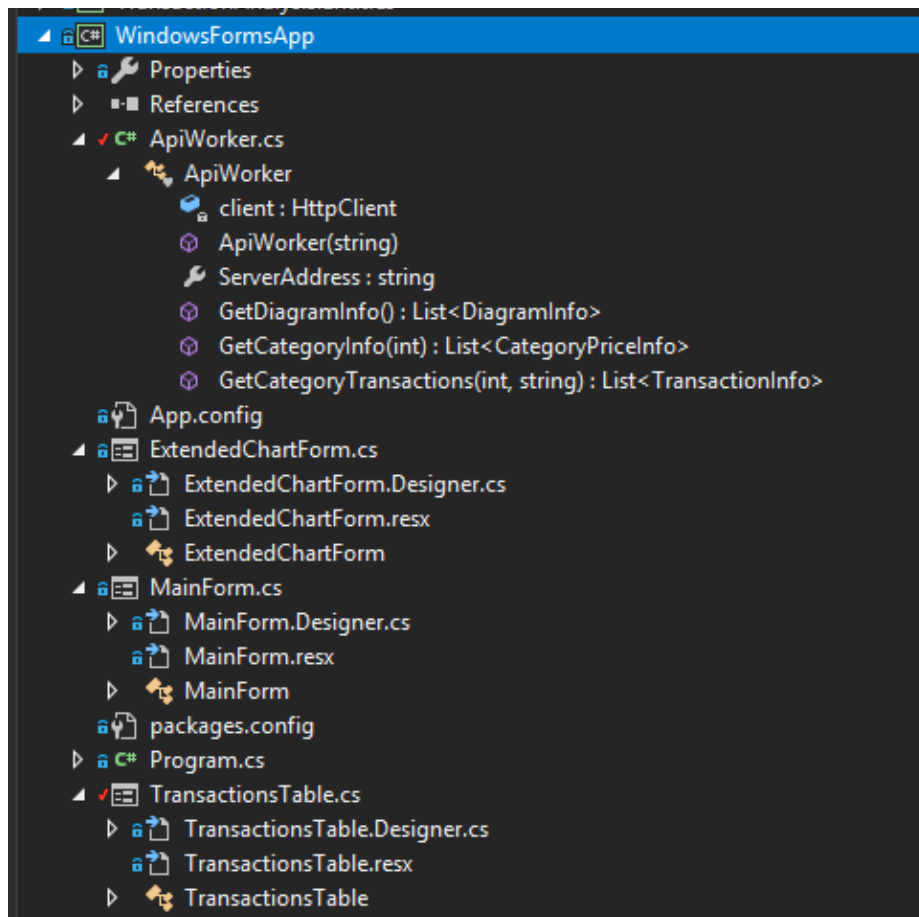 WindowsFormsApp
Properties
References
C# ApiWorker.cs
ApiWorker
client : HttpClient
ApiWorker(string)
ServerAddress : string
GetDiagramInfo() : List<DiagramInfo>
GetCategoryInfo(int) : List<CategoryPriceInfo>
GetCategoryTransactions(int, string) : List<TransactionInfo>
App.config
ExtendedChartForm.cs
ExtendedChartForm.Designer.cs
ExtendedChartForm.resx
ExtendedChartForm
MainForm.cs
MainForm.Designer.cs
MainForm.resx
MainForm
packages.config
C# Program.cs
TransactionsTable.cs
TransactionsTable.Designer.cs
TransactionsTable.resx
TransactionsTable